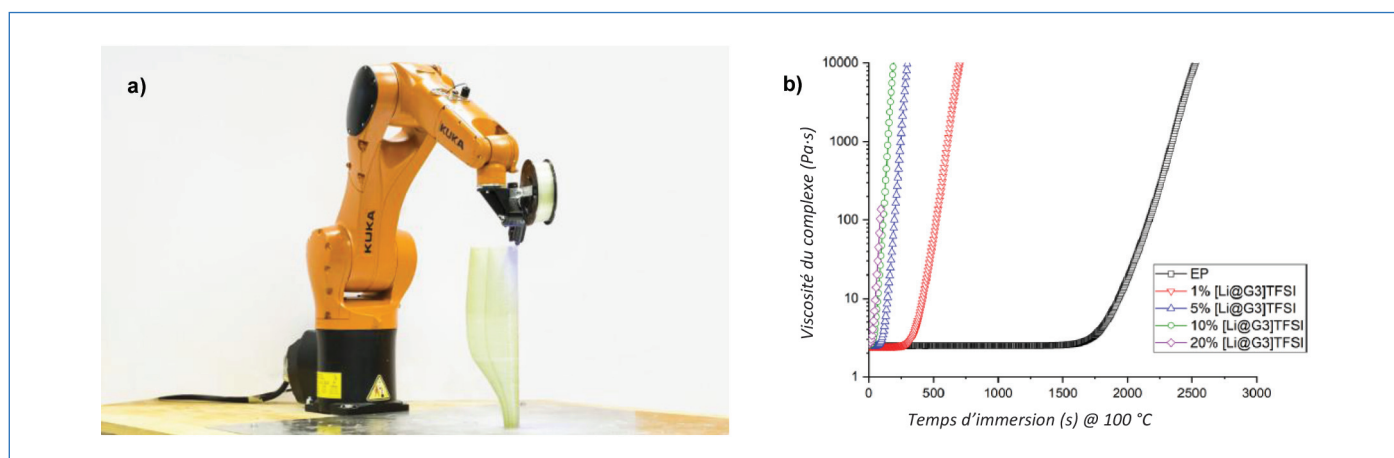 a)
KUKA
KUKA
b)
Viscosité du complexe (Pa·s)
10000
1000
100
10
1
EP
1% [Li@G3]TFSI
5% [Li@G3]TFSI
10% [Li@G3]TFSI
20% [Li@G3]TFSI
0
500
1000
1500
2000
2500
3000
Temps d’immersion (s) @ 100 °C